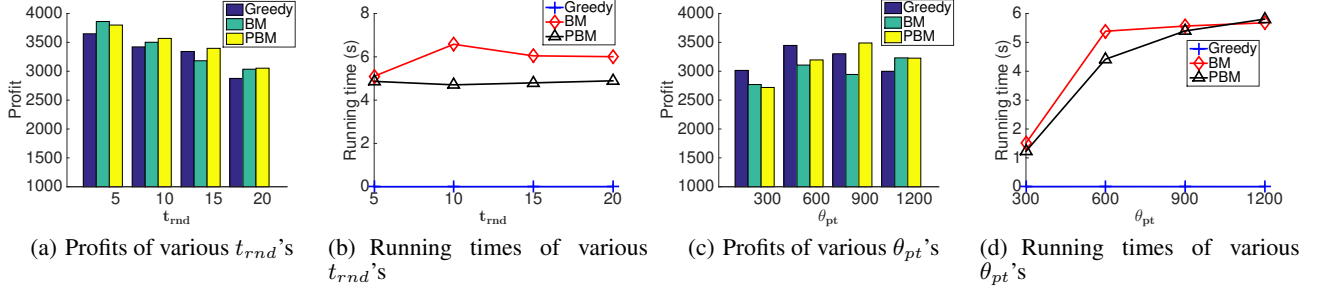 4000
3500
3000
2500
2000
1500
1000
Profit
5 10 15 20
t_rnd
Greedy
BM
PBM
(a) Profits of various t_rnd's
8
6
4
2
0
Running time (s)
5 10 15 20
t_rnd
Greedy
BM
PBM
(b) Running times of various
t_rnd's
4000
3500
3000
2500
2000
1500
1000
Profit
300 600 900 1200
θ_pt
Greedy
BM
PBM
(c) Profits of various θ_pt's
6
5
4
3
2
1
0
Running time (s)
300 600 900 1200
θ_pt
Greedy
BM
PBM
(d) Running times of various
θ_pt's